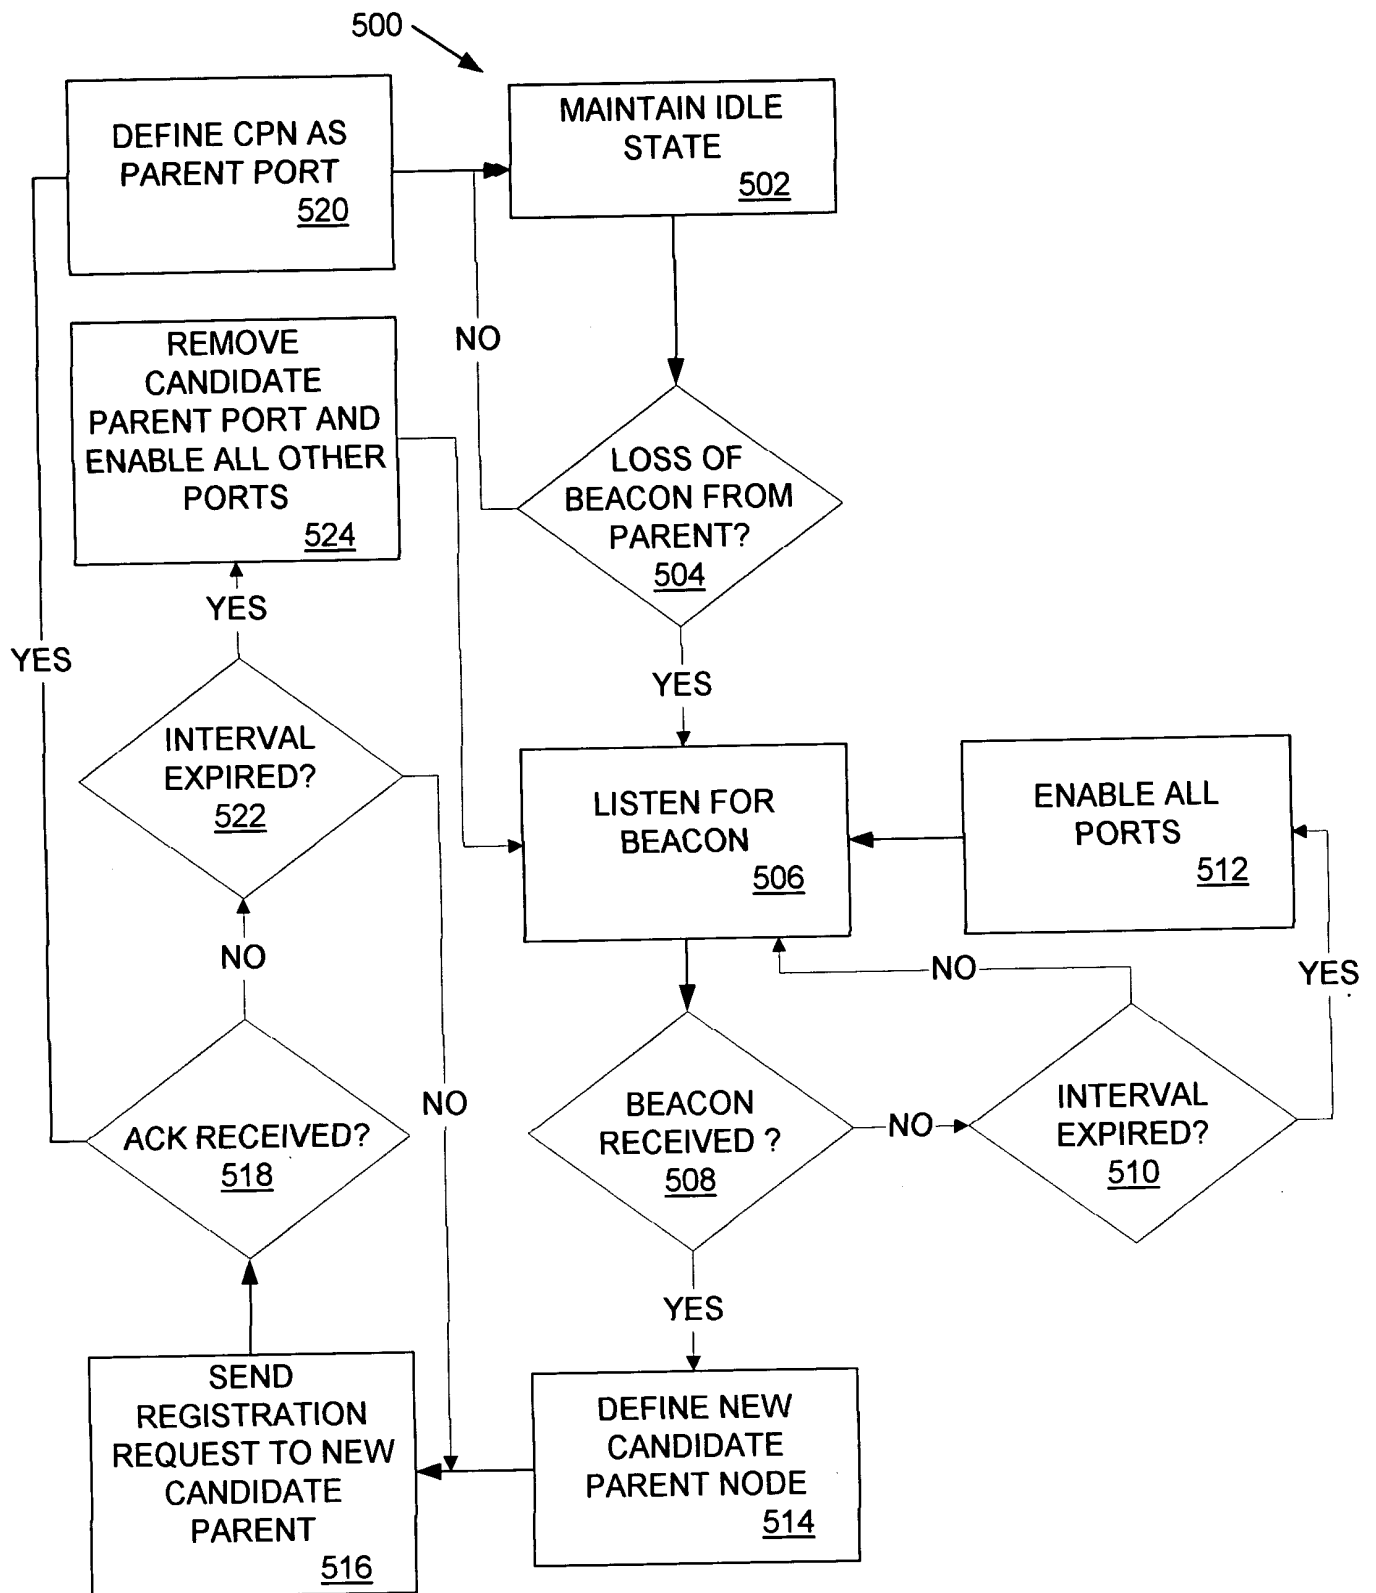 500
DEFINE CPN AS
PARENT PORT
520
MAINTAIN IDLE
STATE
502
NO
REMOVE
CANDIDATE
PARENT PORT AND
ENABLE ALL OTHER
PORTS
524
LOSS OF
BEACON FROM
PARENT?
504
YES
YES
YES
INTERVAL
EXPIRED?
522
LISTEN FOR
BEACON
506
ENABLE ALL
PORTS
512
NO
NO
YES
ACK RECEIVED?
518
NO
BEACON
RECEIVED ?
508
NO
INTERVAL
EXPIRED?
510
YES
SEND
REGISTRATION
REQUEST TO NEW
CANDIDATE
PARENT
516
DEFINE NEW
CANDIDATE
PARENT NODE
514